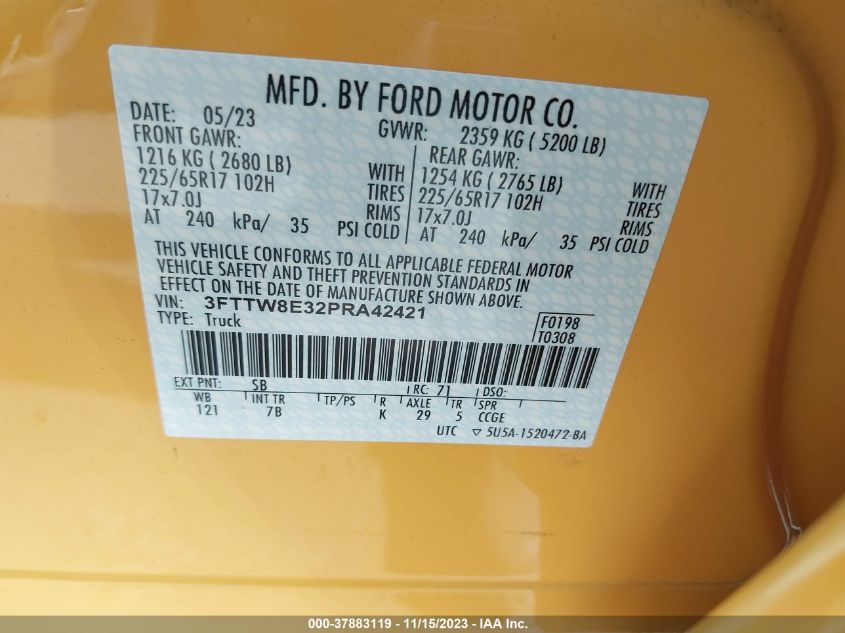 MFD. BY FORD MOTOR CO.
DATE: 05/23
GVWR: 2359 KG ( 5200 LB)
FRONT GAWR:
1216 KG ( 2680 LB) WITH
225/65R17 102H TIRES
17x7.0J RIMS
AT 240 kPa/ 35 PSI COLD
REAR GAWR:
1254 KG ( 2765 LB) WITH
225/65R17 102H TIRES
17x7.0J RIMS
AT 240 kPa/ 35 PSI COLD
THIS VEHICLE CONFORMS TO ALL APPLICABLE FEDERAL MOTOR
VEHICLE SAFETY AND THEFT PREVENTION STANDARDS IN
EFFECT ON THE DATE OF MANUFACTURE SHOWN ABOVE.
VIN: 3FTTW8E32PRA42421
TYPE: Truck
F0198
T0308
EXT PNT: SB RC: 71 DSO:
WB INT TR TP/PS R AXLE TR SPR
121 7B K 29 5 CCGE
UTC ▽ 5U5A-1520472-BA
000-37883119 - 11/15/2023 - IAAI.com